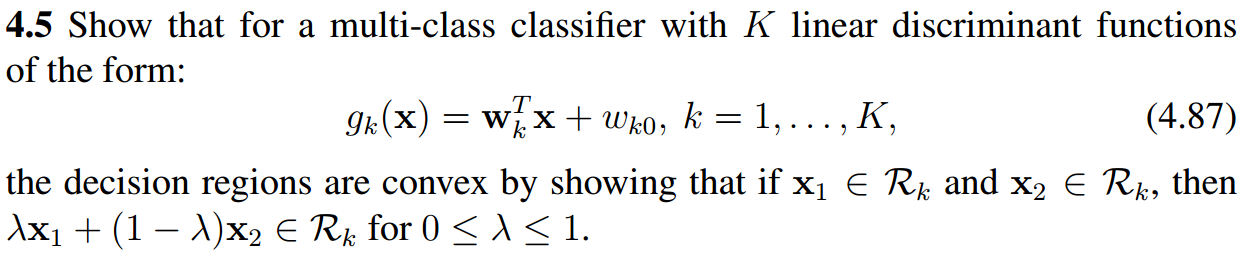 4.5 Show that for a multi-class classifier with K linear discriminant functions
of the form:
g_k(x) = w_k^T x + w_{k0}, k = 1, . . . , K, (4.87)
the decision regions are convex by showing that if x_1 ∈ R_k and x_2 ∈ R_k, then
λx_1 + (1 − λ)x_2 ∈ R_k for 0 ≤ λ ≤ 1.